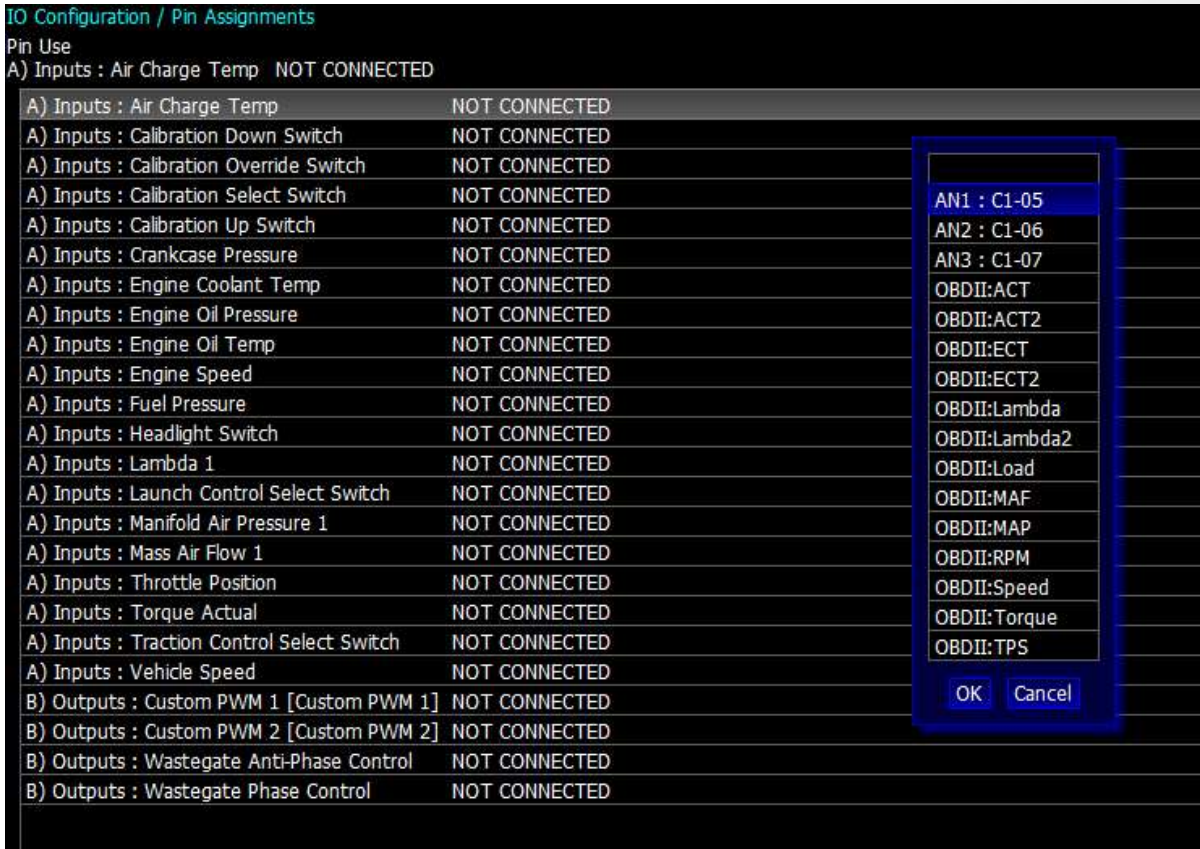 IO Configuration / Pin Assignments
Pin Use
A) Inputs : Air Charge Temp NOT CONNECTED
A) Inputs : Air Charge Temp NOT CONNECTED
A) Inputs : Calibration Down Switch NOT CONNECTED
A) Inputs : Calibration Override Switch NOT CONNECTED
A) Inputs : Calibration Select Switch NOT CONNECTED
A) Inputs : Calibration Up Switch NOT CONNECTED
A) Inputs : Crankcase Pressure NOT CONNECTED
A) Inputs : Engine Coolant Temp NOT CONNECTED
A) Inputs : Engine Oil Pressure NOT CONNECTED
A) Inputs : Engine Oil Temp NOT CONNECTED
A) Inputs : Engine Speed NOT CONNECTED
A) Inputs : Fuel Pressure NOT CONNECTED
A) Inputs : Headlight Switch NOT CONNECTED
A) Inputs : Lambda 1 NOT CONNECTED
A) Inputs : Launch Control Select Switch NOT CONNECTED
A) Inputs : Manifold Air Pressure 1 NOT CONNECTED
A) Inputs : Mass Air Flow 1 NOT CONNECTED
A) Inputs : Throttle Position NOT CONNECTED
A) Inputs : Torque Actual NOT CONNECTED
A) Inputs : Traction Control Select Switch NOT CONNECTED
A) Inputs : Vehicle Speed NOT CONNECTED
B) Outputs : Custom PWM 1 [Custom PWM 1] NOT CONNECTED
B) Outputs : Custom PWM 2 [Custom PWM 2] NOT CONNECTED
B) Outputs : Wastegate Anti-Phase Control NOT CONNECTED
B) Outputs : Wastegate Phase Control NOT CONNECTED
AN1 : C1-05
AN2 : C1-06
AN3 : C1-07
OBDII:ACT
OBDII:ACT2
OBDII:ECT
OBDII:ECT2
OBDII:Lambda
OBDII:Lambda2
OBDII:Load
OBDII:MAF
OBDII:MAP
OBDII:RPM
OBDII:Speed
OBDII:Torque
OBDII:TPS
OK Cancel